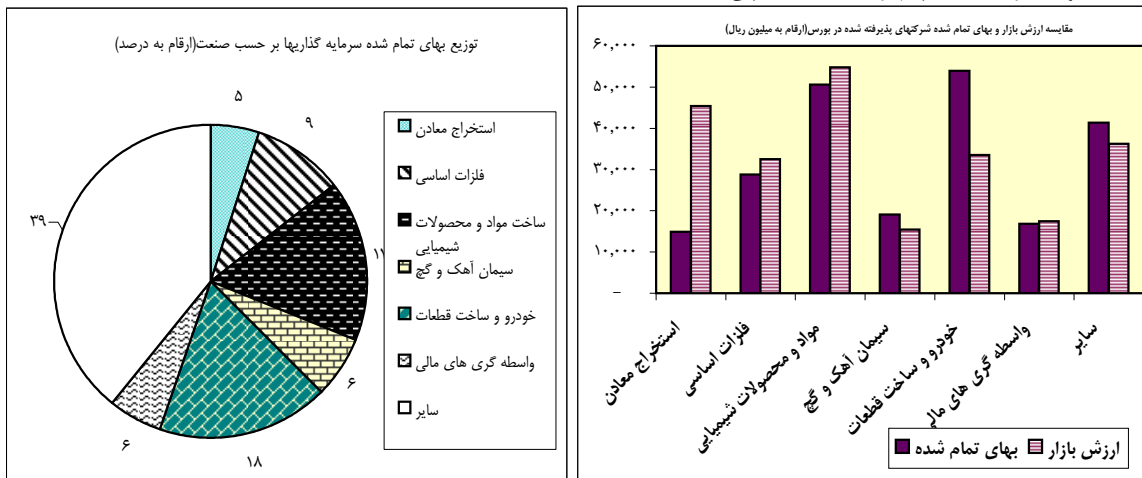 توزیع بهای تمام شده سرمایه گذاریها بر حسب صنعت(ارقام به درصد)
۵
۹
۶
۱۸
۶
۳۹
استخراج معادن
فلزات اساسی
ساخت مواد و محصولات
شیمیایی
سیمان آهک و گچ
خودرو و ساخت قطعات
واسطه گری های مالی
سایر
مقایسه ارزش بازار و بهای تمام شده شرکتهای پذیرفته شده در بورس(ارقام به میلیون ریال)
۶۰,۰۰۰
۵۰,۰۰۰
۴۰,۰۰۰
۳۰,۰۰۰
۲۰,۰۰۰
۱۰,۰۰۰
–
استخراج معادن
فلزات اساسی
مواد و محصولات شیمیایی
سیمان آهک و گچ
خودرو و ساخت قطعات
واسطه گری های
سایر
بهای تمام شده
ارزش بازار